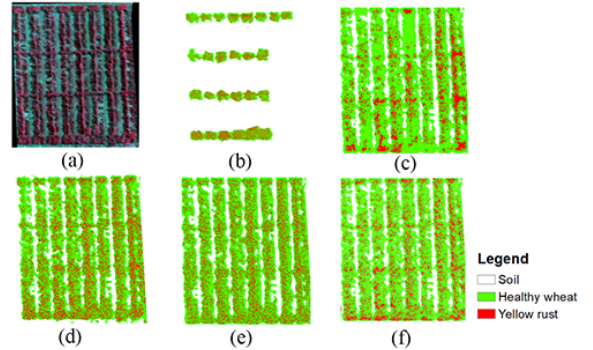 (a)
(b)
(c)
(d)
(e)
(f)
Legend
Soil
Healthy wheat
Yellow rust